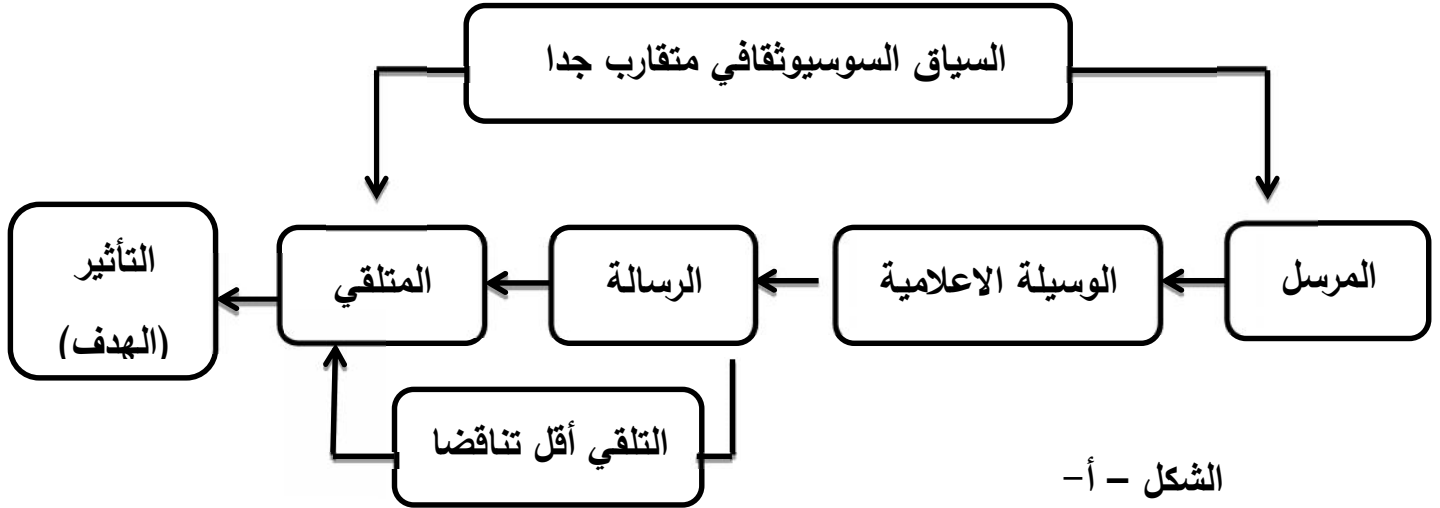 السياق السوسيوثقافي متقارب جدا
المرسل
الوسيلة الاعلامية
الرسالة
المتلقي
التأثير
(الهدف)
التلقي أقل تناقضا
الشكل – أ–